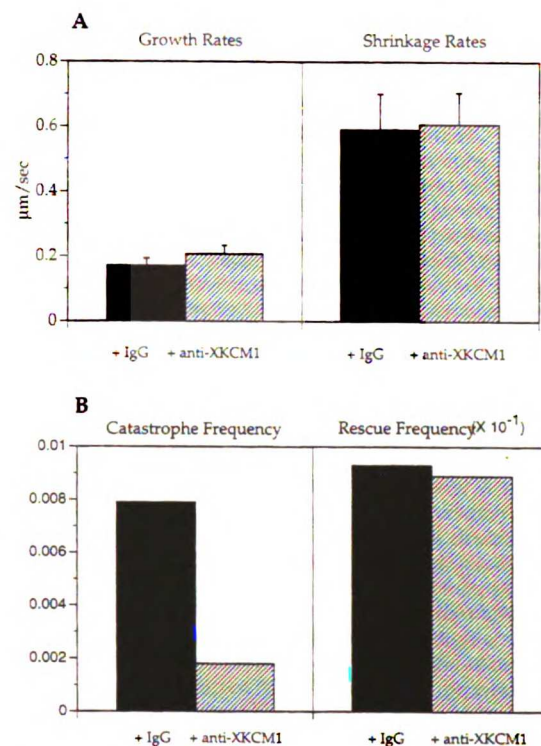 A
Growth Rates Shrinkage Rates
0.8
0.6
0.4
0.2
0
µm/sec
+ IgG + anti-XKCM1 + IgG + anti-XKCM1
B
Catastrophe Frequency Rescue Frequency (X 10⁻¹)
0.01
0.008
0.006
0.004
0.002
0
+ IgG + anti-XKCM1 + IgG + anti-XKCM1